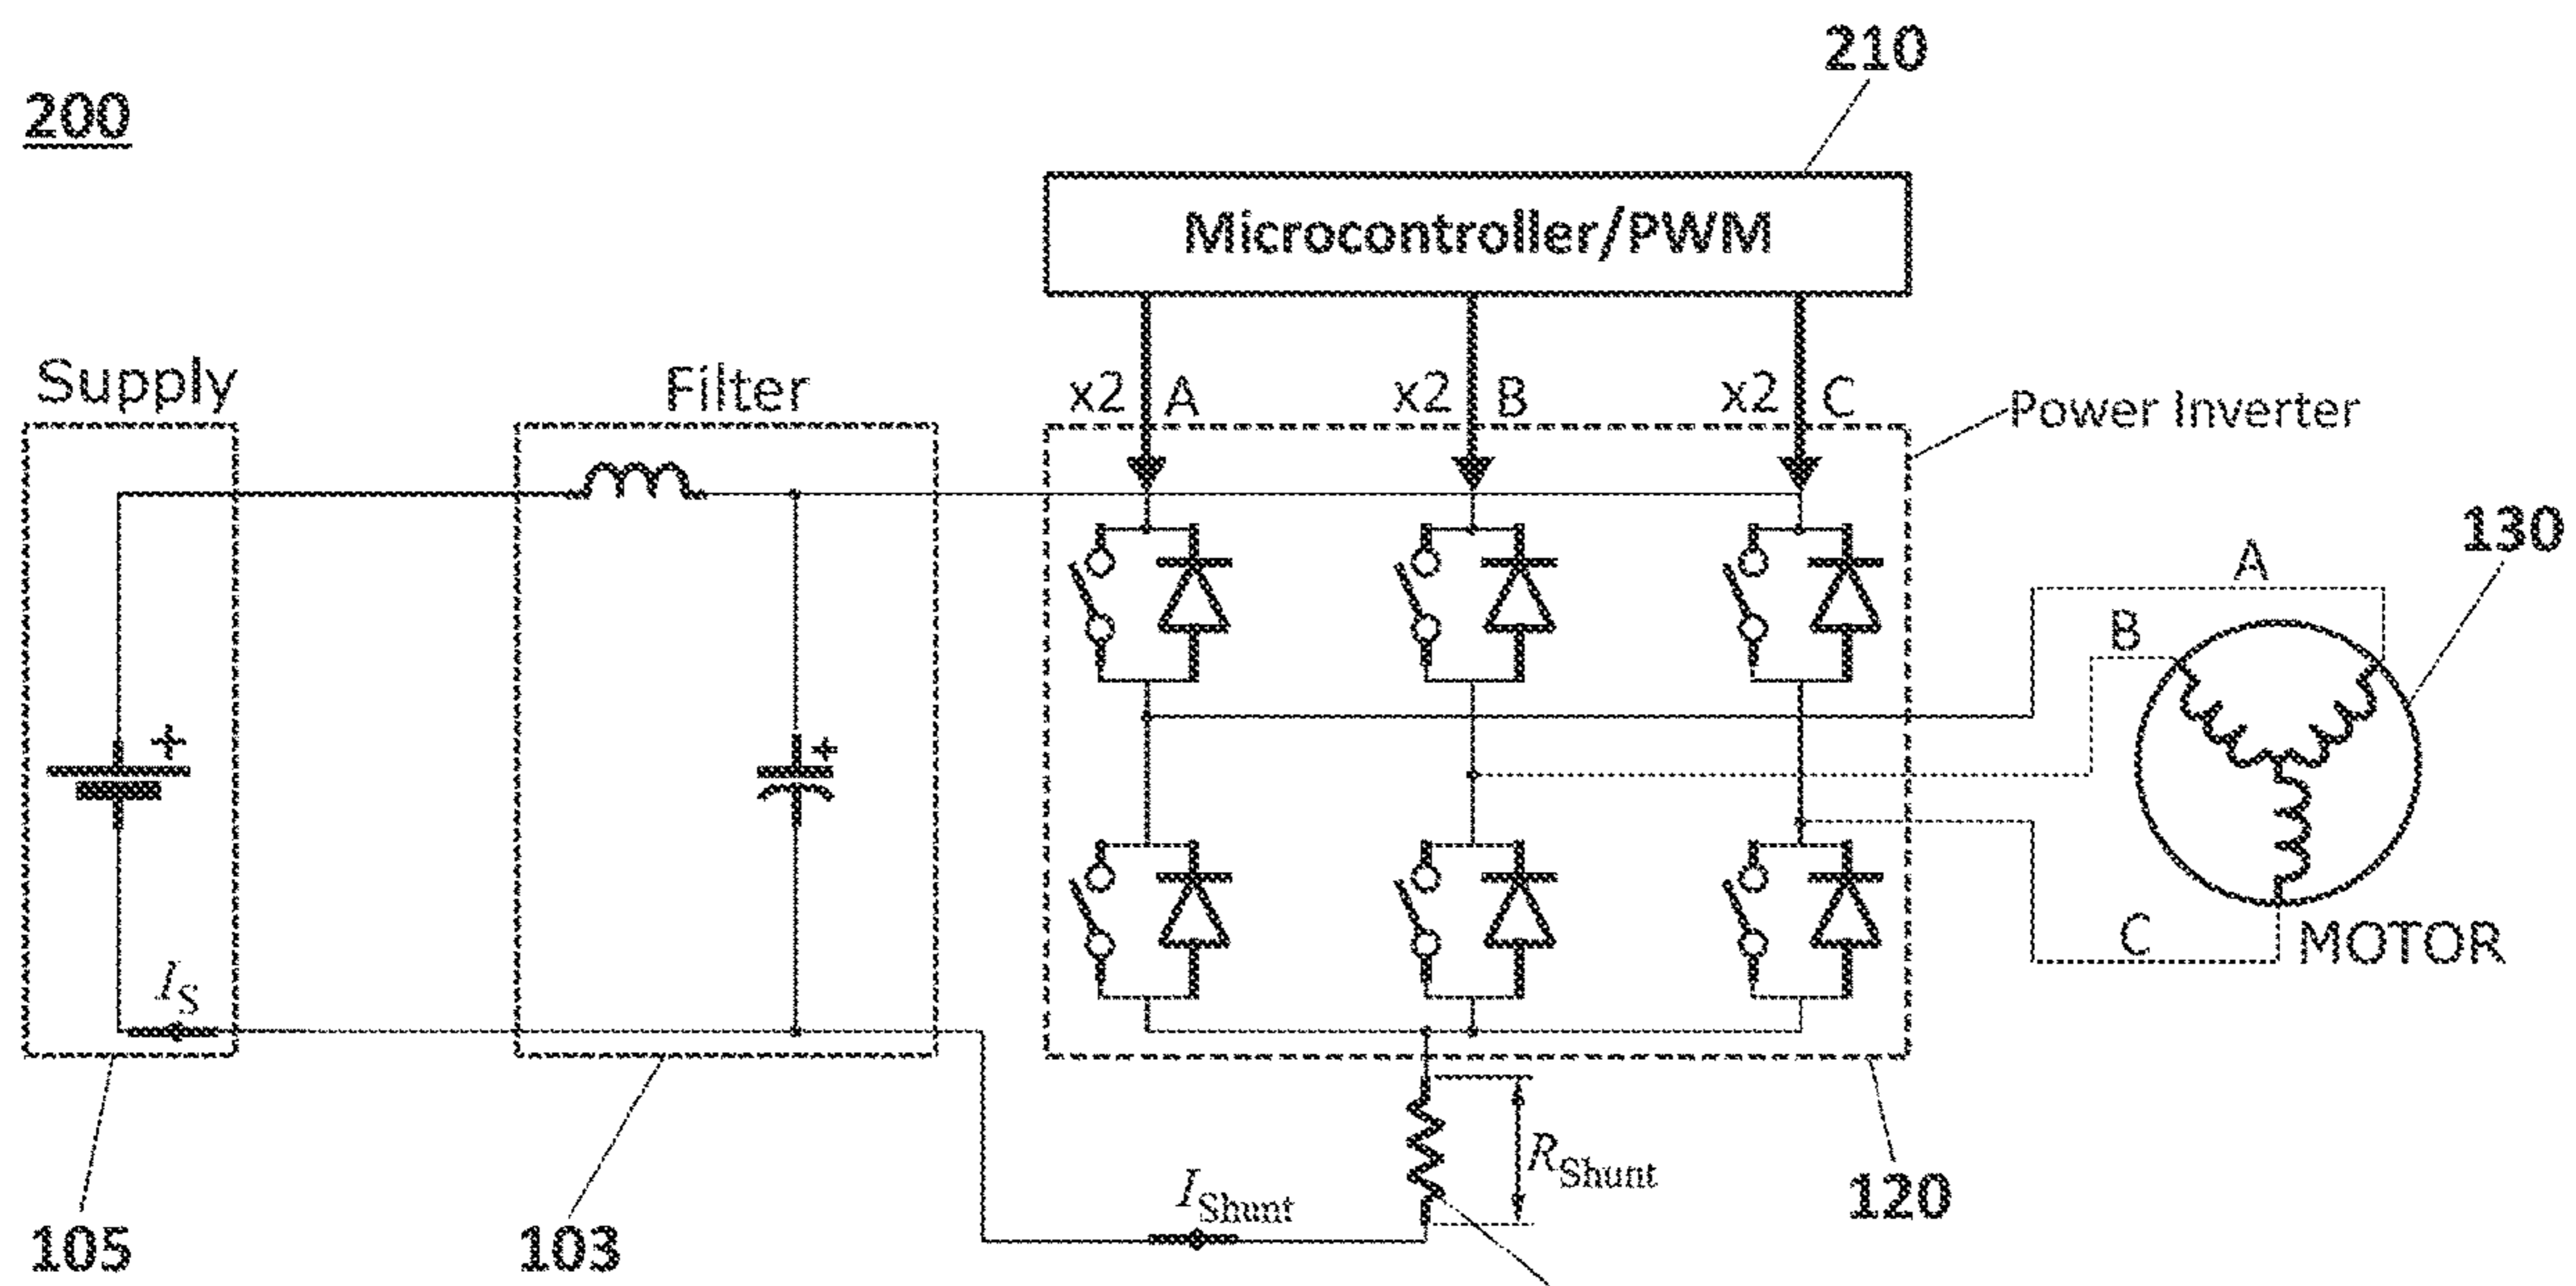 210
200
Microcontroller/PWM
Supply
Filter
x2 A
x2 B
x2 C
Power Inverter
130
A
B
+
+
C
MOTOR
I_S
R_Shunt
I_Shunt
120
105
103